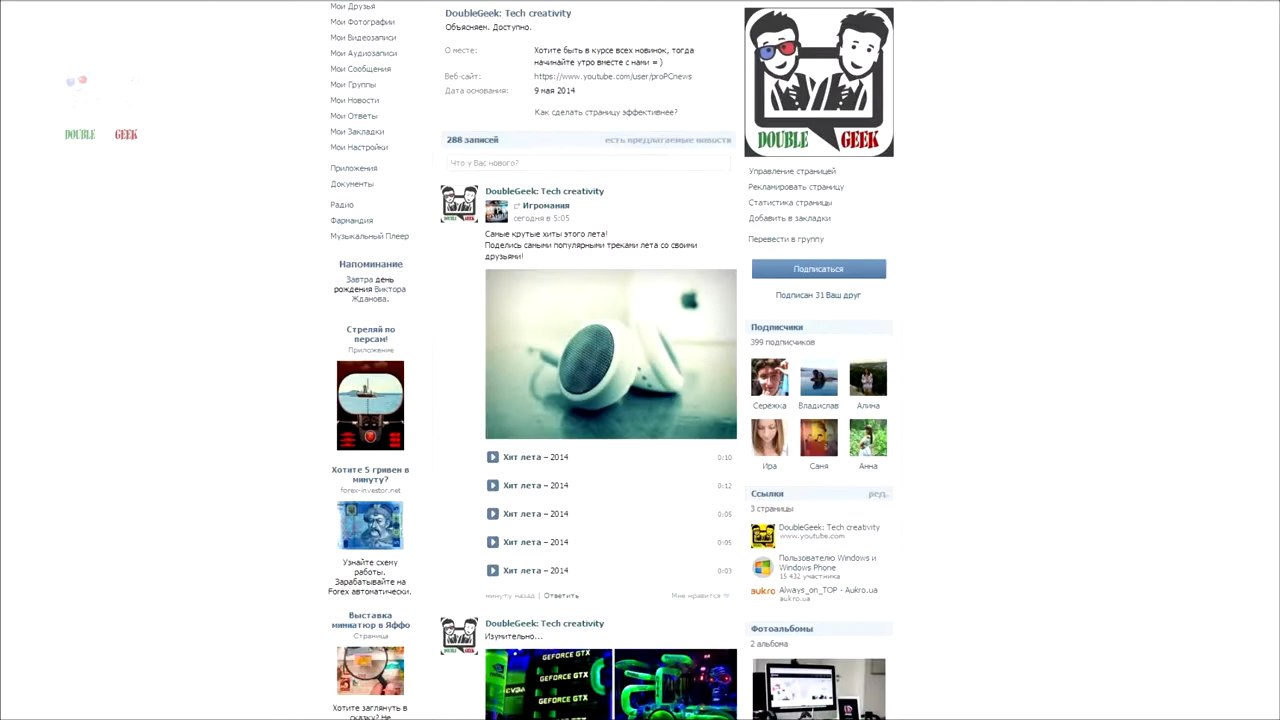 Мои Друзья
Мои Фотографии
Мои Видеозаписи
Мои Аудиозаписи
Мои Сообщения
Мои Группы
Мои Новости
Мои Ответы
Мои Закладки
Мои Настройки
Приложения
Документы
Радио
Фармандия
Музыкальный Плеер
DOUBLE GEEK
Напоминание
Завтра день
рождения Виктора
Жданова.
Стреляй по
персам!
Приложение
Хотите 5 гривен в
минуту?
forex-investor.net
Узнайте схему
работы.
Зарабатывайте на
Forex автоматически.
Выставка
миниатюр в Яффо
Страница
Хотите заглянуть в
сказку? Не
DoubleGeek: Tech creativity
Объясняем. Доступно.
О месте: Хотите быть в курсе всех новинок, тогда
начинайте утро вместе с нами =)
Веб-сайт: https://www.youtube.com/user/proPCnews
Дата основания: 9 мая 2014
Как сделать страницу эффективнее?
288 записей есть предлагаемые новости
Что у Вас нового?
DoubleGeek: Tech creativity
Игромания
сегодня в 5:05
Самые крутые хиты этого лета!
Поделись самыми популярными треками лета со своими
друзьями!
Хит лета – 2014 0:10
Хит лета – 2014 0:12
Хит лета – 2014 0:05
Хит лета – 2014 0:05
Хит лета – 2014 0:03
минуту назад | Ответить Мне нравится
DoubleGeek: Tech creativity
Изумительно...
GEFORCE GTX
GEFORCE GTX
EVGA GEFORCE GTX
DOUBLE GEEK
Управление страницей
Рекламировать страницу
Статистика страницы
Добавить в закладки
Перевести в группу
Подписаться
Подписан 31 Ваш друг
Подписчики
399 подписчиков
Сережка Владислав Алина
Ира Саня Анна
Ссылки ред.
3 страницы
DoubleGeek: Tech creativity
www.youtube.com
Пользователю Windows и
Windows Phone
15 432 участника
aukro Always_on_TOP - Aukro.ua
aukro.ua
Фотоальбомы
2 альбома